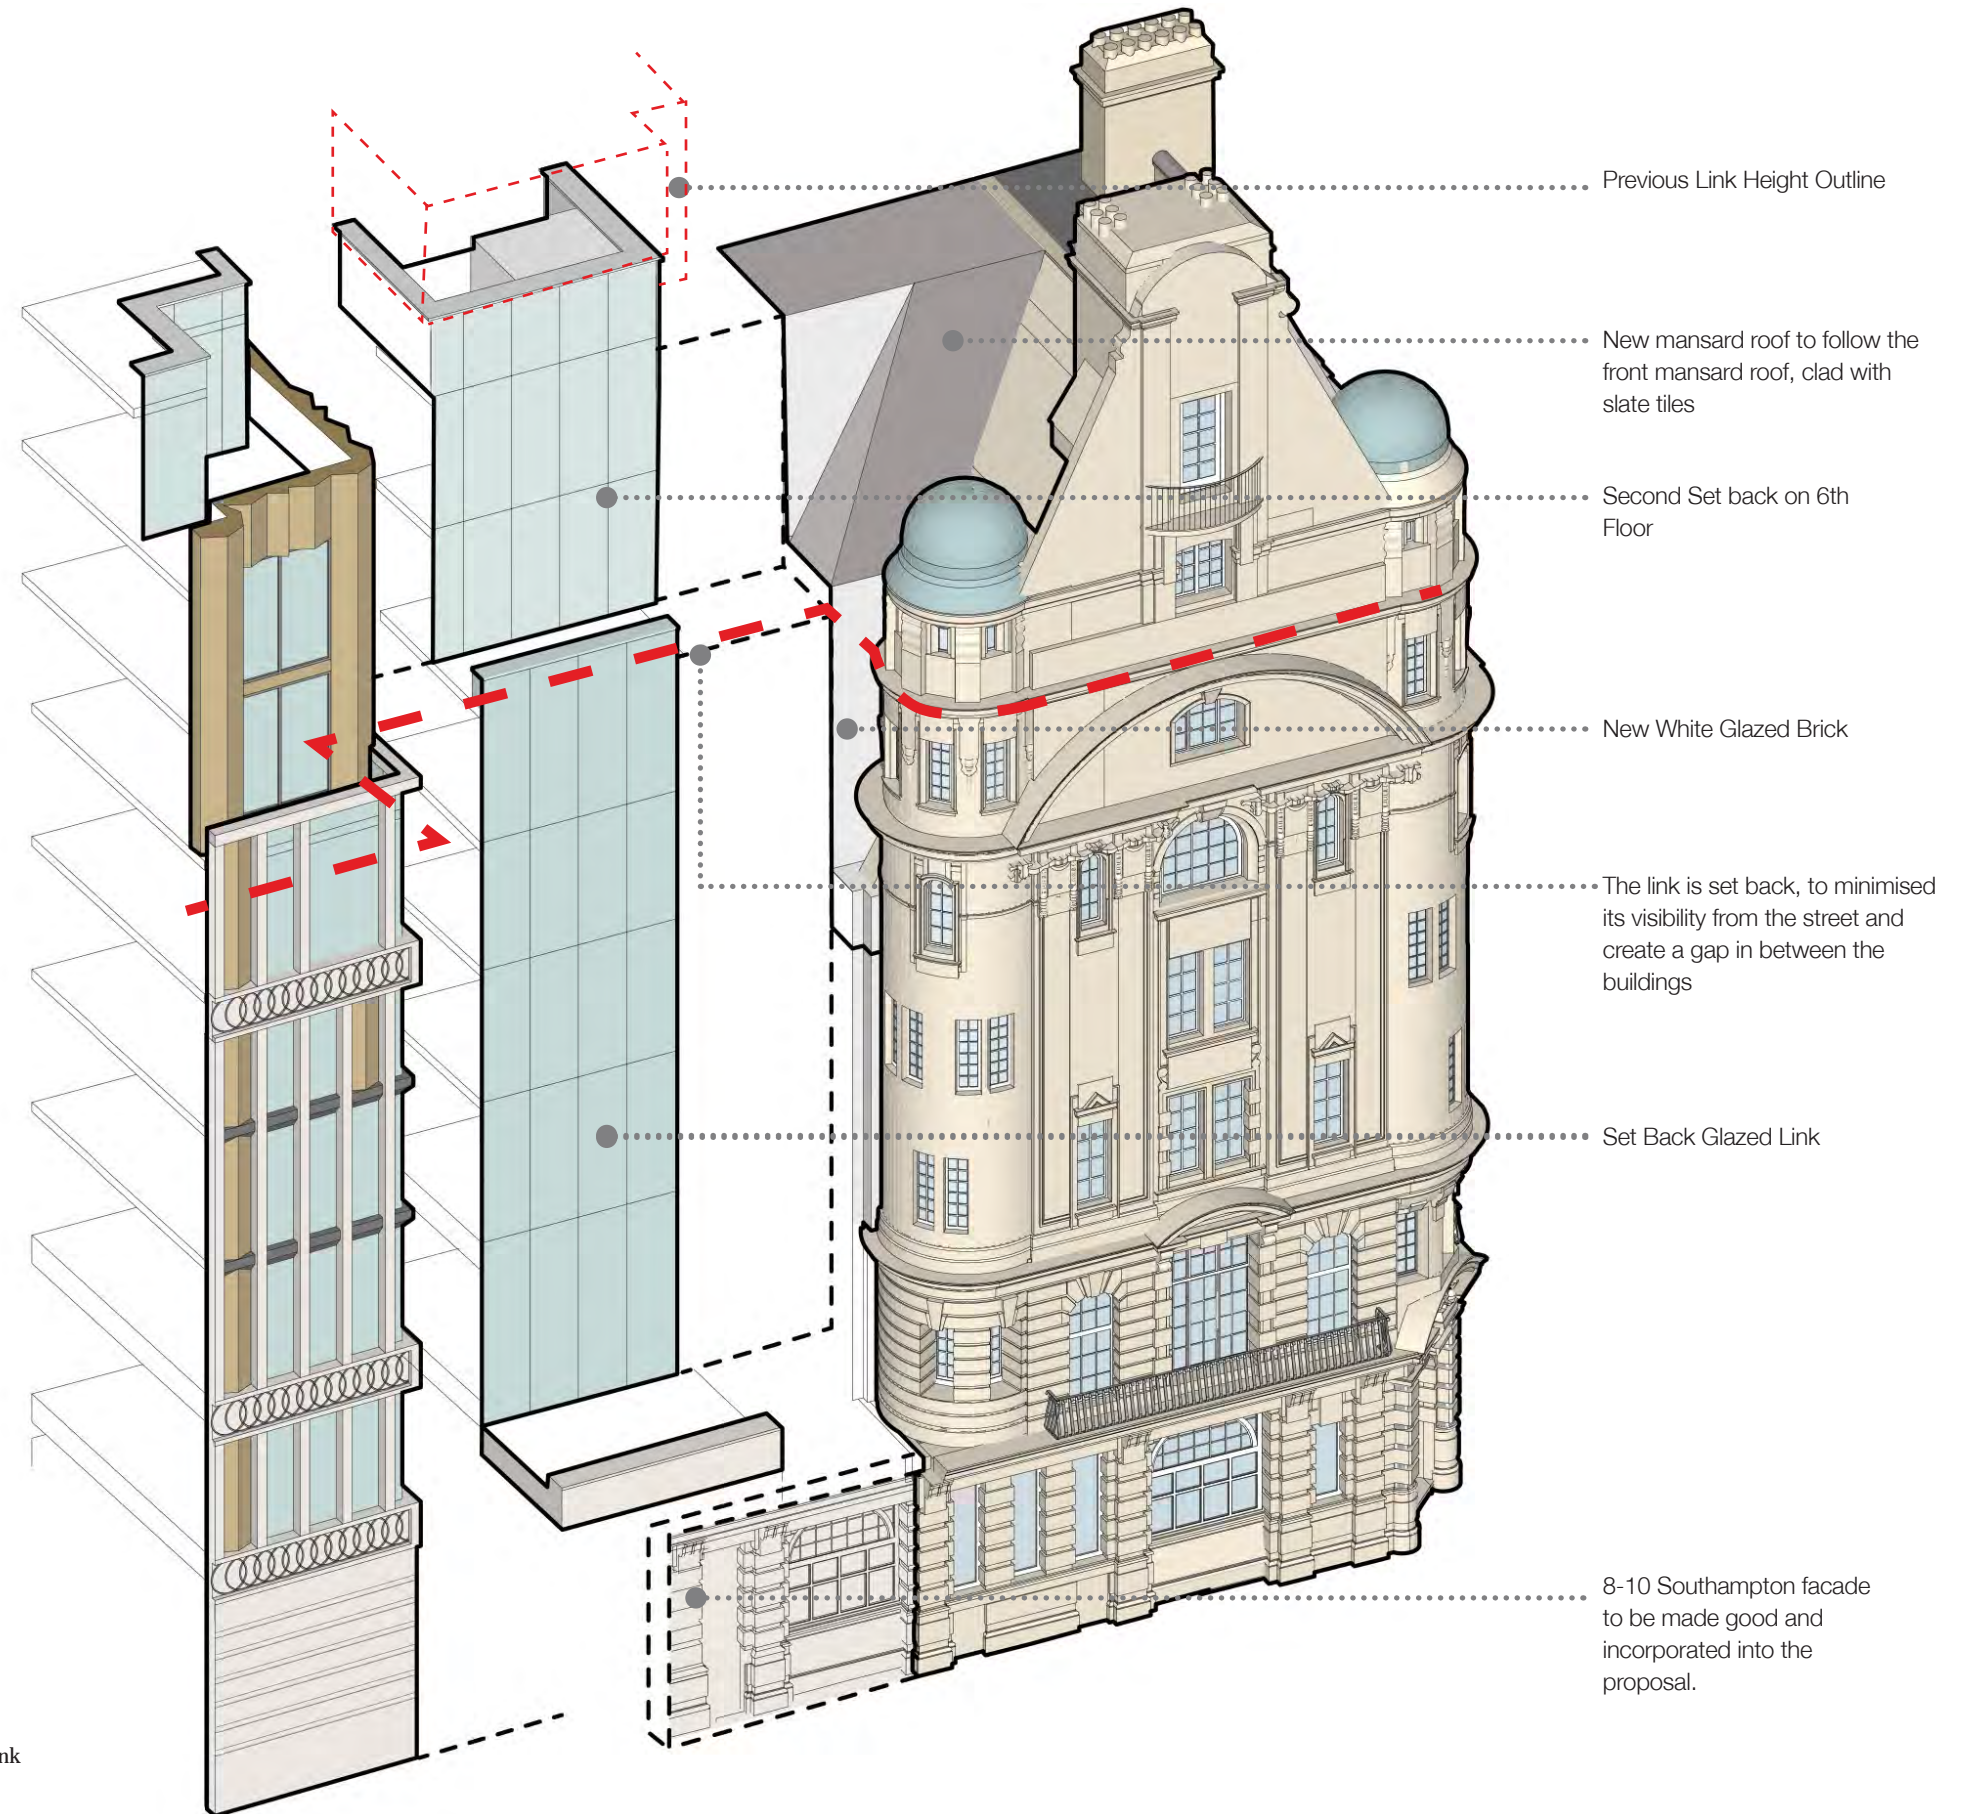 Previous Link Height Outline
New mansard roof to follow the
front mansard roof, clad with
slate tiles
Second Set back on 6th
Floor
New White Glazed Brick
The link is set back, to minimised
its visibility from the street and
create a gap in between the
buildings
Set Back Glazed Link
8-10 Southampton facade
to be made good and
incorporated into the
proposal.
nk